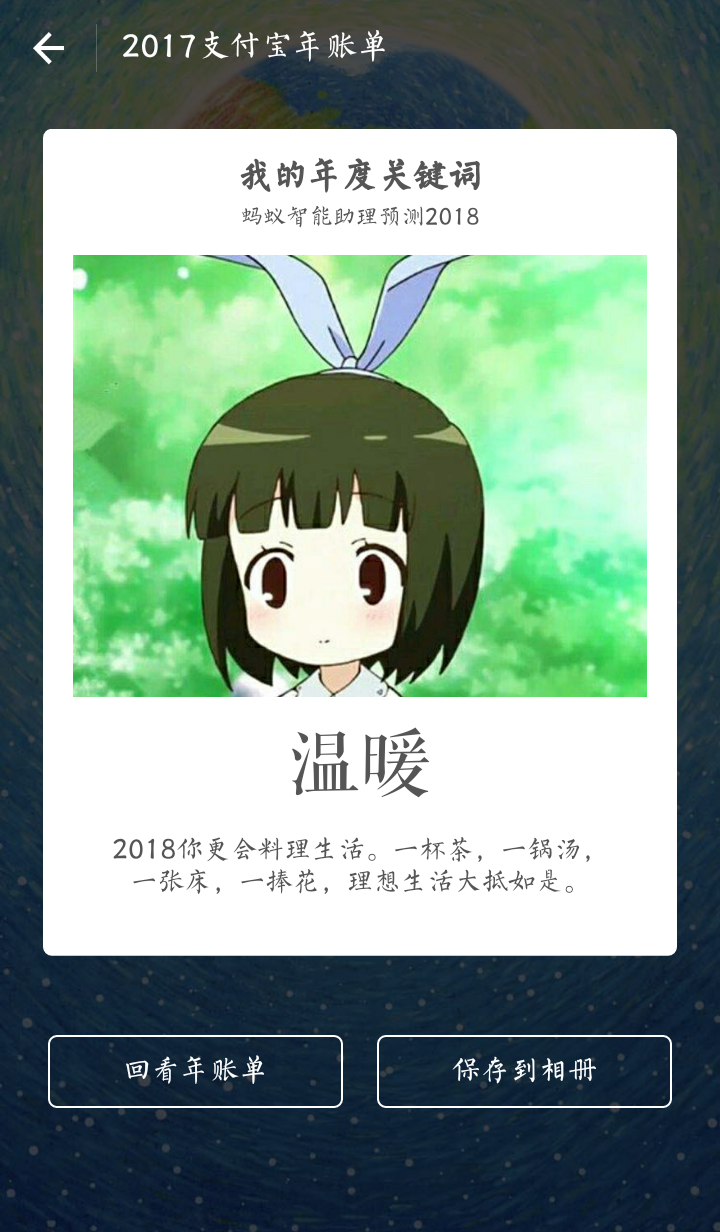 2017支付宝年账单
我的年度关键词
蚂蚁智能助理预测2018
温暖
2018你更会料理生活。一杯茶，一锅汤，
一张床，一捧花，理想生活大抵如是。
回看年账单
保存到相册